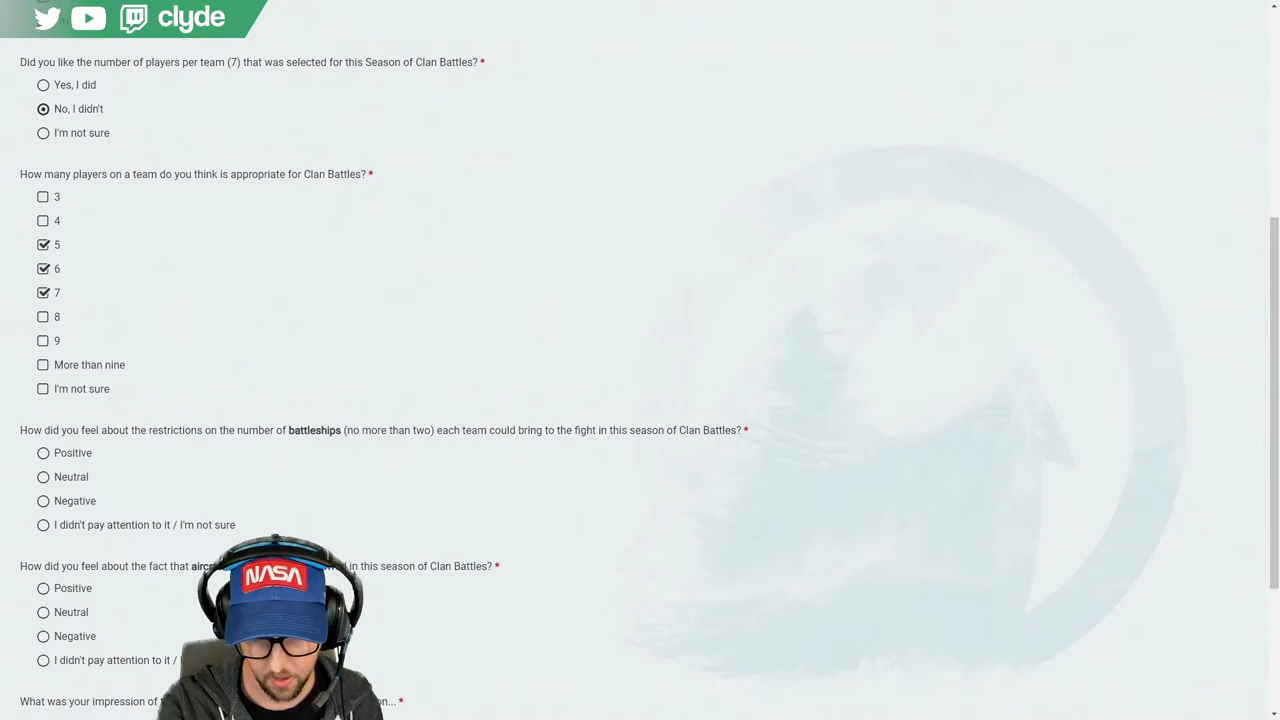 clyde
Did you like the number of players per team (7) that was selected for this Season of Clan Battles? *
Yes, I did
No, I didn't
I'm not sure
How many players on a team do you think is appropriate for Clan Battles? *
3
4
5
6
7
8
9
More than nine
I'm not sure
How did you feel about the restrictions on the number of battleships (no more than two) each team could bring to the fight in this season of Clan Battles? *
Positive
Neutral
Negative
I didn't pay attention to it / I'm not sure
How did you feel about the fact that in this season of Clan Battles? *
Positive
NASA
Neutral
Negative
I didn't pay attention to it /
What was your impression of *